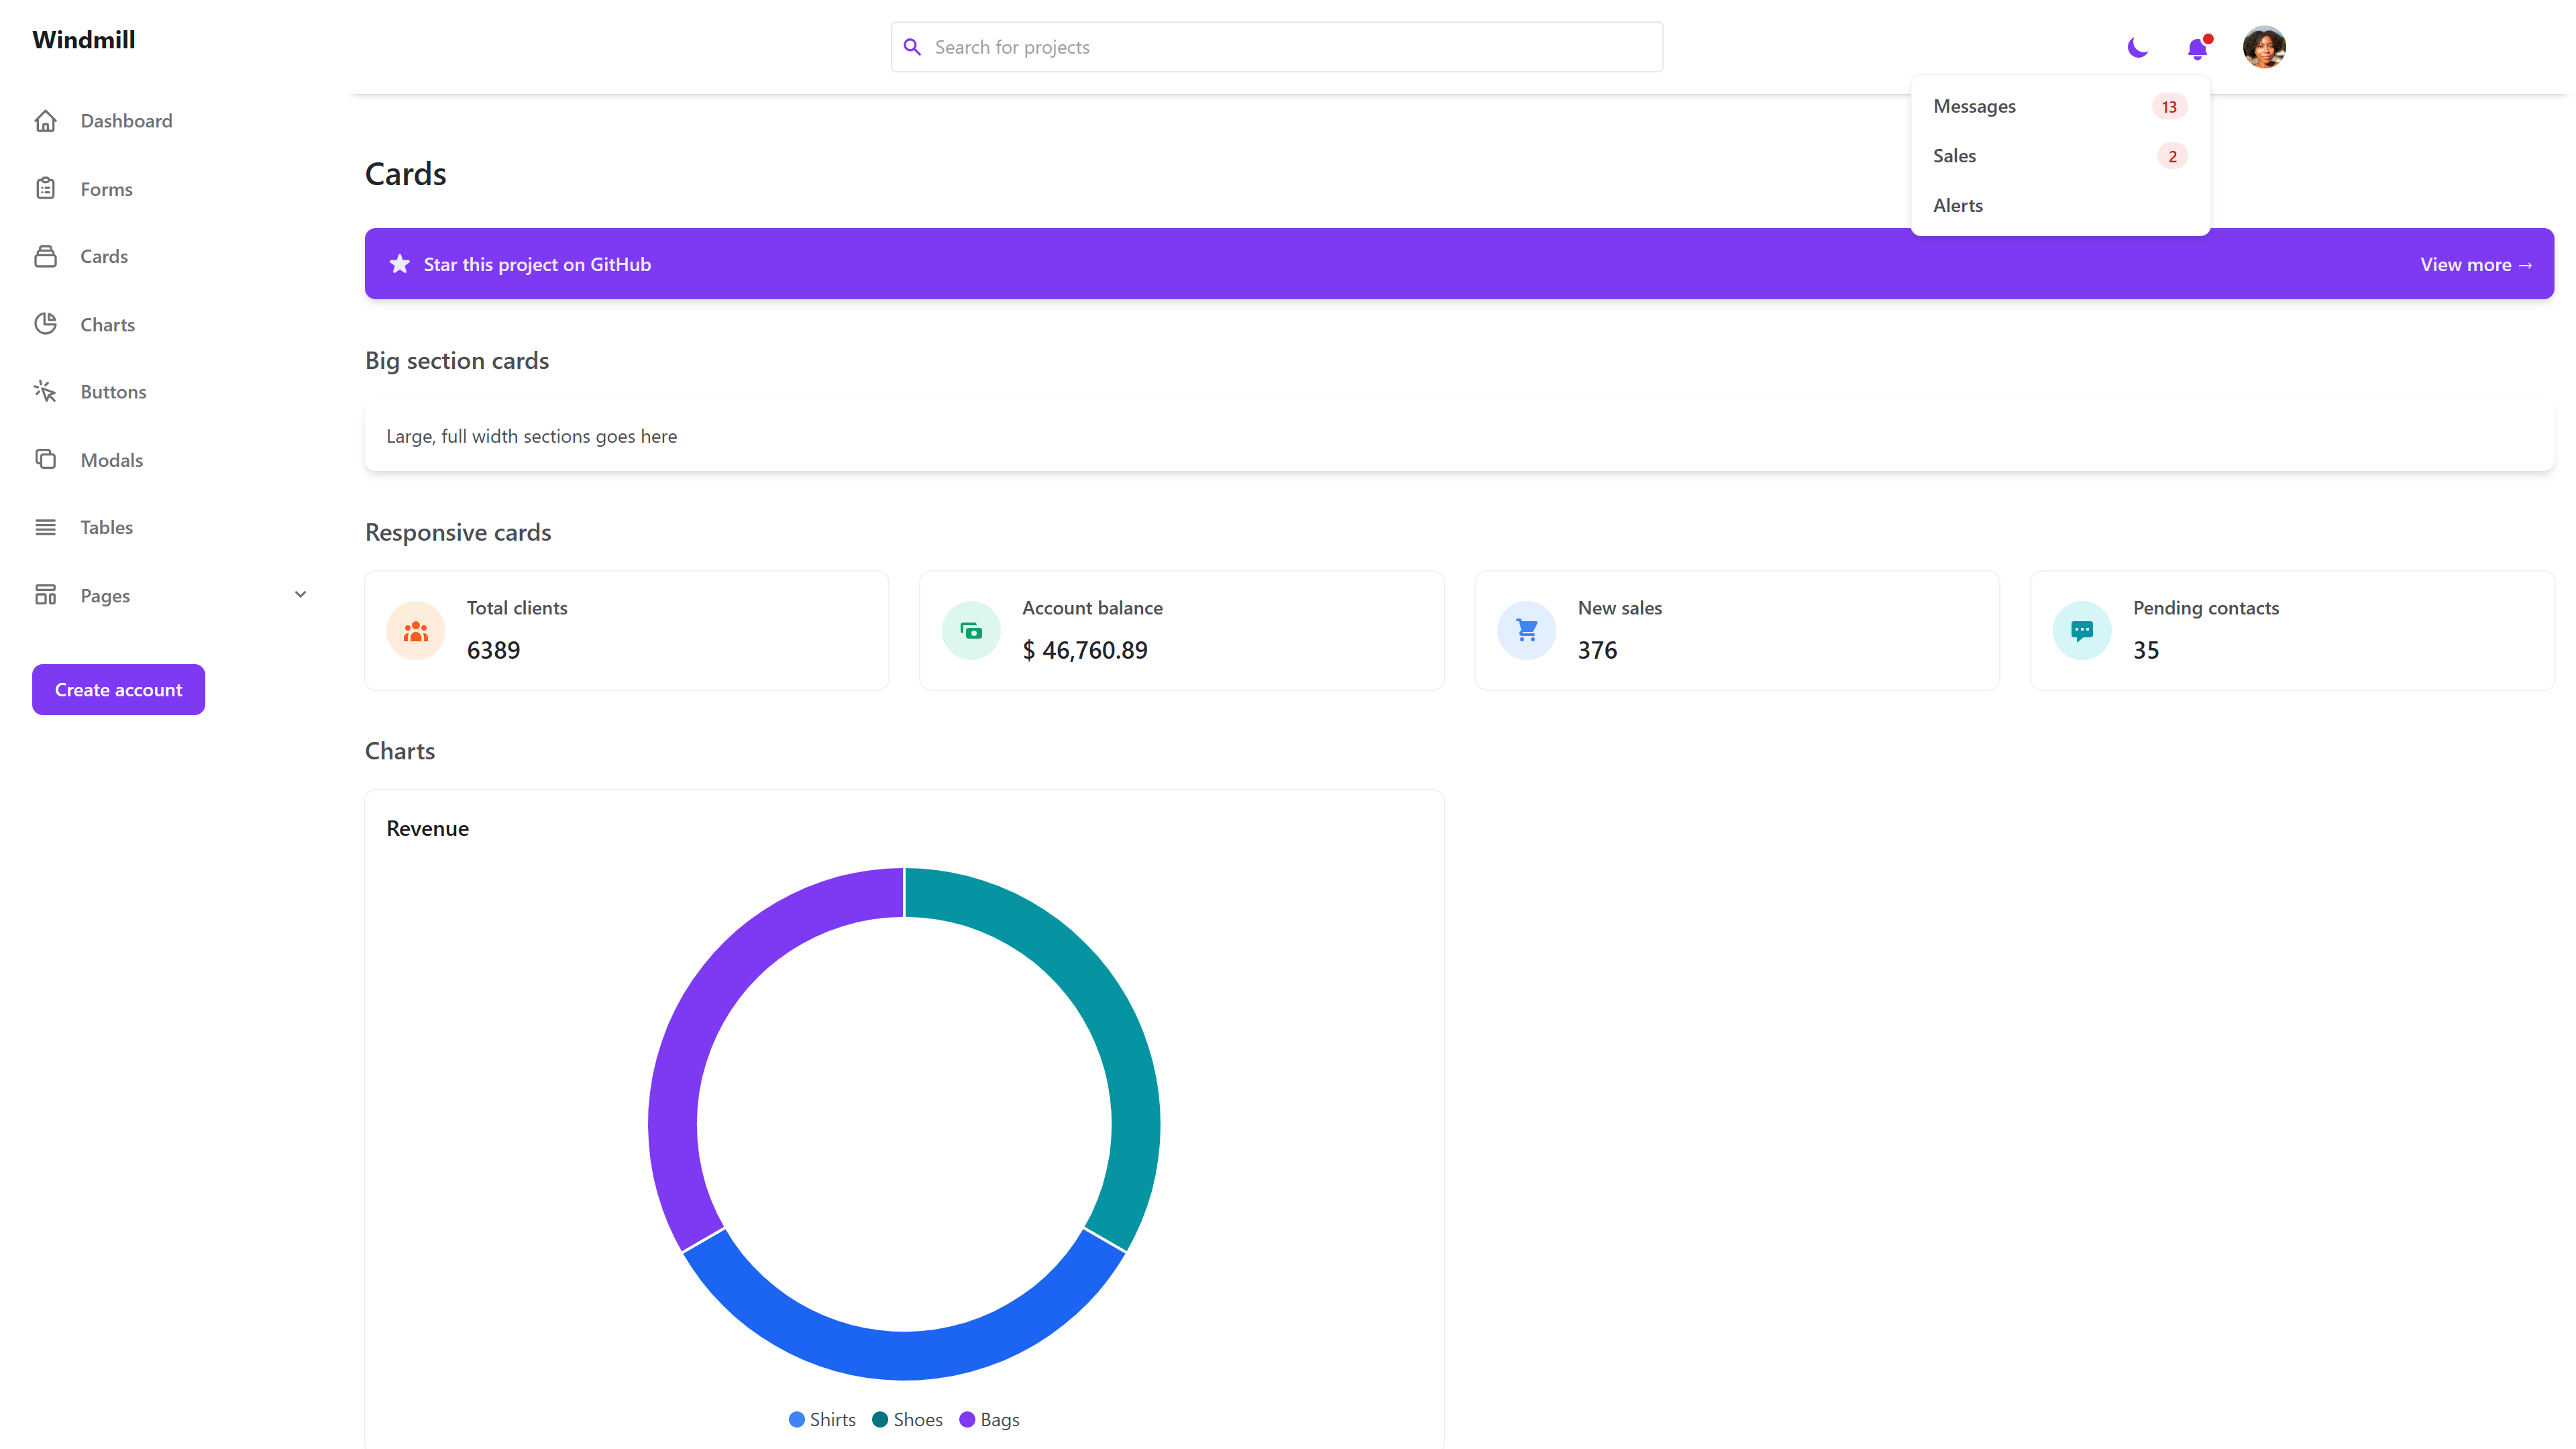 Windmill
Dashboard
Forms
Cards
Charts
Buttons
Modals
Tables
Pages
Create account
Search for projects
Messages 13
Sales 2
Alerts
Cards
Star this project on GitHub View more →
Big section cards
Large, full width sections goes here
Responsive cards
Total clients
6389
Account balance
$ 46,760.89
New sales
376
Pending contacts
35
Charts
Revenue
Shirts Shoes Bags